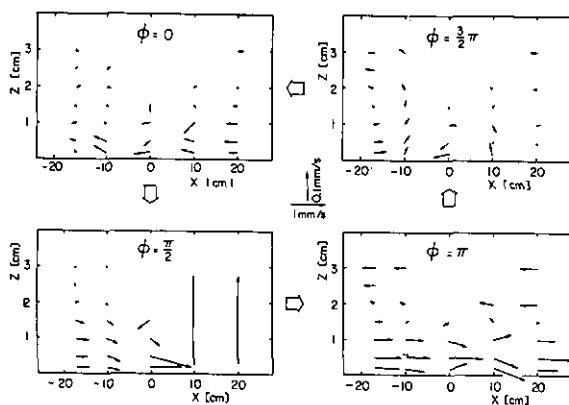 ϕ = 0
Z [cm]
3
2
1
-20 -10 0 10 20
X [cm]
ϕ = 3/2 π
Z [cm]
3
2
1
-20 -10 0 10 20
X [cm]
0.1mm/s
1mm/s
ϕ = π/2
Z [cm]
3
2
1
-20 -10 0 10 20
X [cm]
ϕ = π
Z [cm]
3
2
1
-20 -10 0 10 20
X [cm]